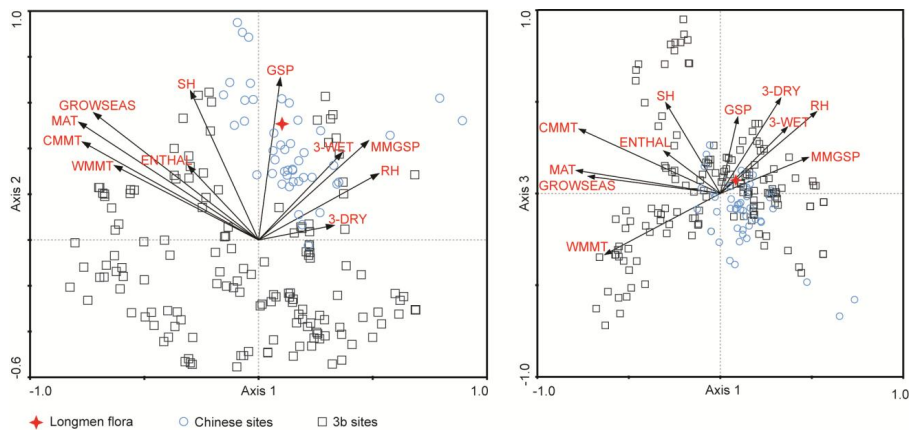 1.0
Axis 2
-0.6
-1.0
Axis 1
1.0
GSP
SH
GROWSEAS
MAT
CMMT
WMMT
ENTHAL
3-WET
MMGSP
RH
3-DRY
1.0
Axis 3
-1.0
-1.0
Axis 1
1.0
3-DRY
SH
GSP
RH
3-WET
CMMT
ENTHAL
MMGSP
MAT
GROWSEAS
WMMT
Longmen flora
Chinese sites
3b sites